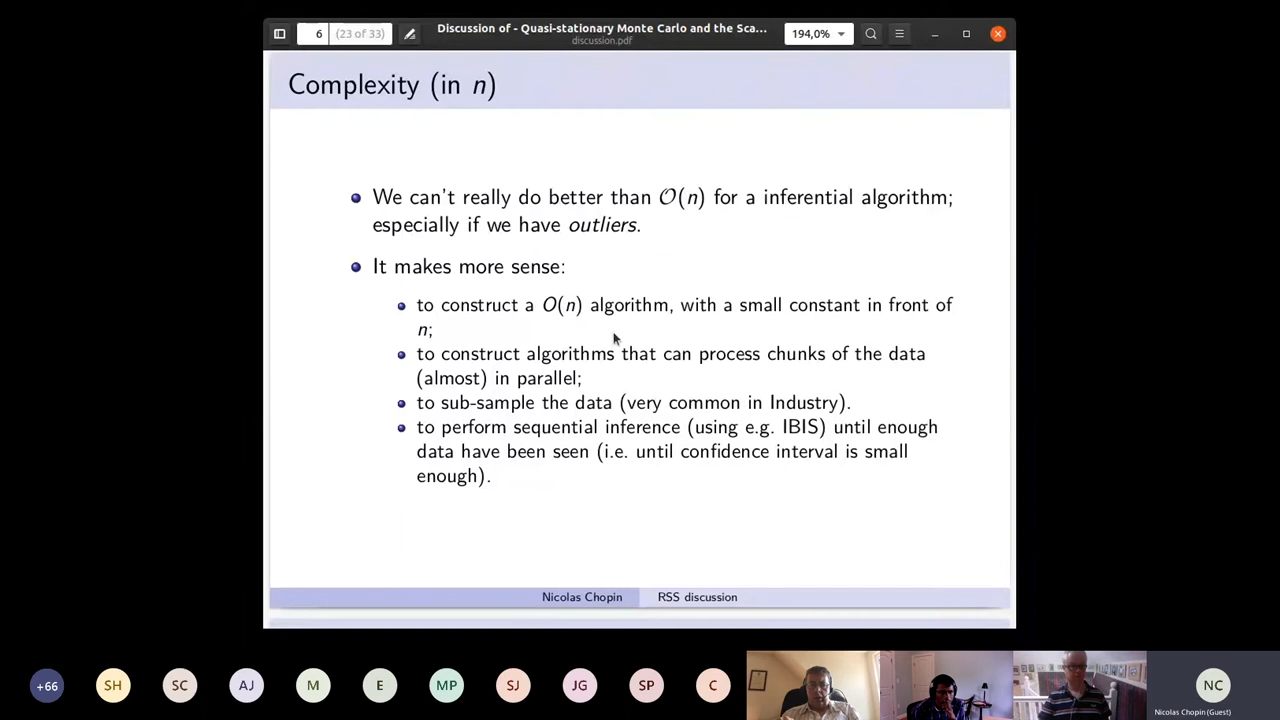 6 (23 of 33)
Discussion of - Quasi-stationary Monte Carlo and the Sca...
discussion.pdf
194,0%
Complexity (in n)
We can't really do better than O(n) for a inferential algorithm;
especially if we have outliers.
It makes more sense:
to construct a O(n) algorithm, with a small constant in front of
n;
to construct algorithms that can process chunks of the data
(almost) in parallel;
to sub-sample the data (very common in Industry).
to perform sequential inference (using e.g. IBIS) until enough
data have been seen (i.e. until confidence interval is small
enough).
Nicolas Chopin RSS discussion
+66 SH SC AJ M E MP SJ JG SP C NC
Nicolas Chopin (Guest)